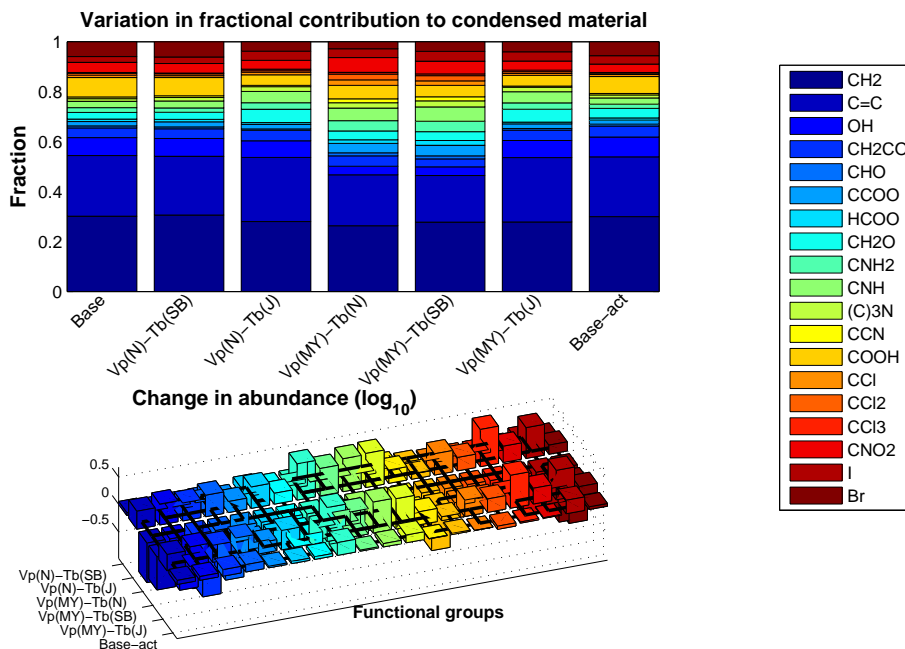 Variation in fractional contribution to condensed material
1
0.8
0.6
0.4
0.2
0
Fraction
Base
Vp(N)−Tb(SB)
Vp(N)−Tb(J)
Vp(MY)−Tb(N)
Vp(MY)−Tb(SB)
Vp(MY)−Tb(J)
Base−act
CH2
C=C
OH
CH2CO
CHO
CCOO
HCOO
CH2O
CNH2
CNH
(C)3N
CCN
COOH
CCl
CCl2
CCl3
CNO2
I
Br
Change in abundance (log10)
0.5
0
−0.5
Vp(N)−Tb(SB)
Vp(N)−Tb(J)
Vp(MY)−Tb(N)
Vp(MY)−Tb(SB)
Vp(MY)−Tb(J)
Base−act
Functional groups